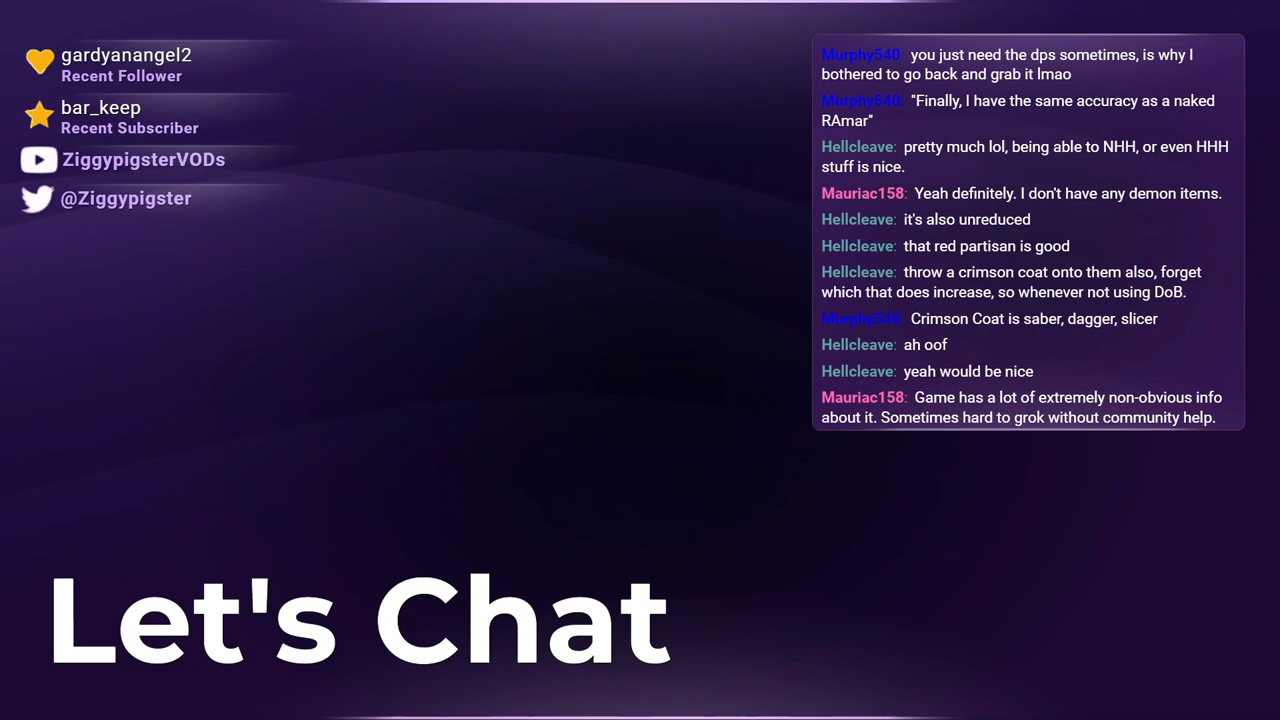 gardyanangel2
Recent Follower
bar_keep
Recent Subscriber
ZiggypigsterVODs
@Ziggypigster
Murphy540: you just need the dps sometimes, is why I
bothered to go back and grab it lmao
Murphy540: "Finally, I have the same accuracy as a naked
RAmar"
Hellcleave: pretty much lol, being able to NHH, or even HHH
stuff is nice.
Mauriac158: Yeah definitely. I don't have any demon items.
Hellcleave: it's also unreduced
Hellcleave: that red partisan is good
Hellcleave: throw a crimson coat onto them also, forget
which that does increase, so whenever not using DoB.
Murphy540: Crimson Coat is saber, dagger, slicer
Hellcleave: ah oof
Hellcleave: yeah would be nice
Mauriac158: Game has a lot of extremely non-obvious info
about it. Sometimes hard to grok without community help.
Let's Chat